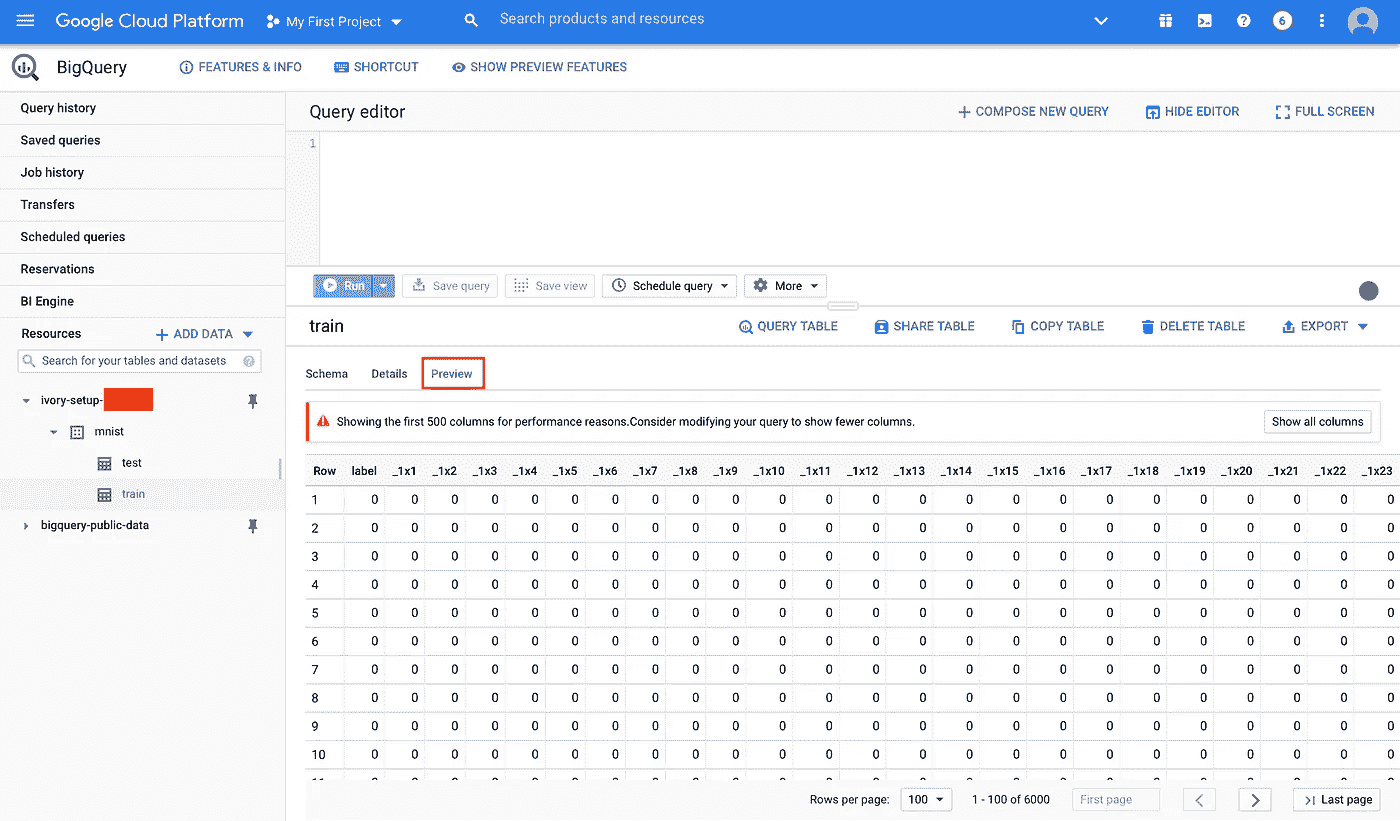 Google Cloud Platform My First Project Search products and resources 6
BigQuery FEATURES & INFO SHORTCUT SHOW PREVIEW FEATURES
Query history
Saved queries
Job history
Transfers
Scheduled queries
Reservations
BI Engine
Resources + ADD DATA
Search for your tables and datasets
ivory-setup-
mnist
test
train
bigquery-public-data
Query editor + COMPOSE NEW QUERY HIDE EDITOR FULL SCREEN
1
Run Save query Save view Schedule query More
train QUERY TABLE SHARE TABLE COPY TABLE DELETE TABLE EXPORT
Schema Details Preview
Showing the first 500 columns for performance reasons.Consider modifying your query to show fewer columns. Show all columns
Row label _1x1 _1x2 _1x3 _1x4 _1x5 _1x6 _1x7 _1x8 _1x9 _1x10 _1x11 _1x12 _1x13 _1x14 _1x15 _1x16 _1x17 _1x18 _1x19 _1x20 _1x21 _1x22 _1x23
1 0 0 0 0 0 0 0 0 0 0 0 0 0 0 0 0 0 0 0 0 0 0 0 0
2 0 0 0 0 0 0 0 0 0 0 0 0 0 0 0 0 0 0 0 0 0 0 0 0
3 0 0 0 0 0 0 0 0 0 0 0 0 0 0 0 0 0 0 0 0 0 0 0 0
4 0 0 0 0 0 0 0 0 0 0 0 0 0 0 0 0 0 0 0 0 0 0 0 0
5 0 0 0 0 0 0 0 0 0 0 0 0 0 0 0 0 0 0 0 0 0 0 0 0
6 0 0 0 0 0 0 0 0 0 0 0 0 0 0 0 0 0 0 0 0 0 0 0 0
7 0 0 0 0 0 0 0 0 0 0 0 0 0 0 0 0 0 0 0 0 0 0 0 0
8 0 0 0 0 0 0 0 0 0 0 0 0 0 0 0 0 0 0 0 0 0 0 0 0
9 0 0 0 0 0 0 0 0 0 0 0 0 0 0 0 0 0 0 0 0 0 0 0 0
10 0 0 0 0 0 0 0 0 0 0 0 0 0 0 0 0 0 0 0 0 0 0 0 0
Rows per page: 100 1 - 100 of 6000 First page Last page